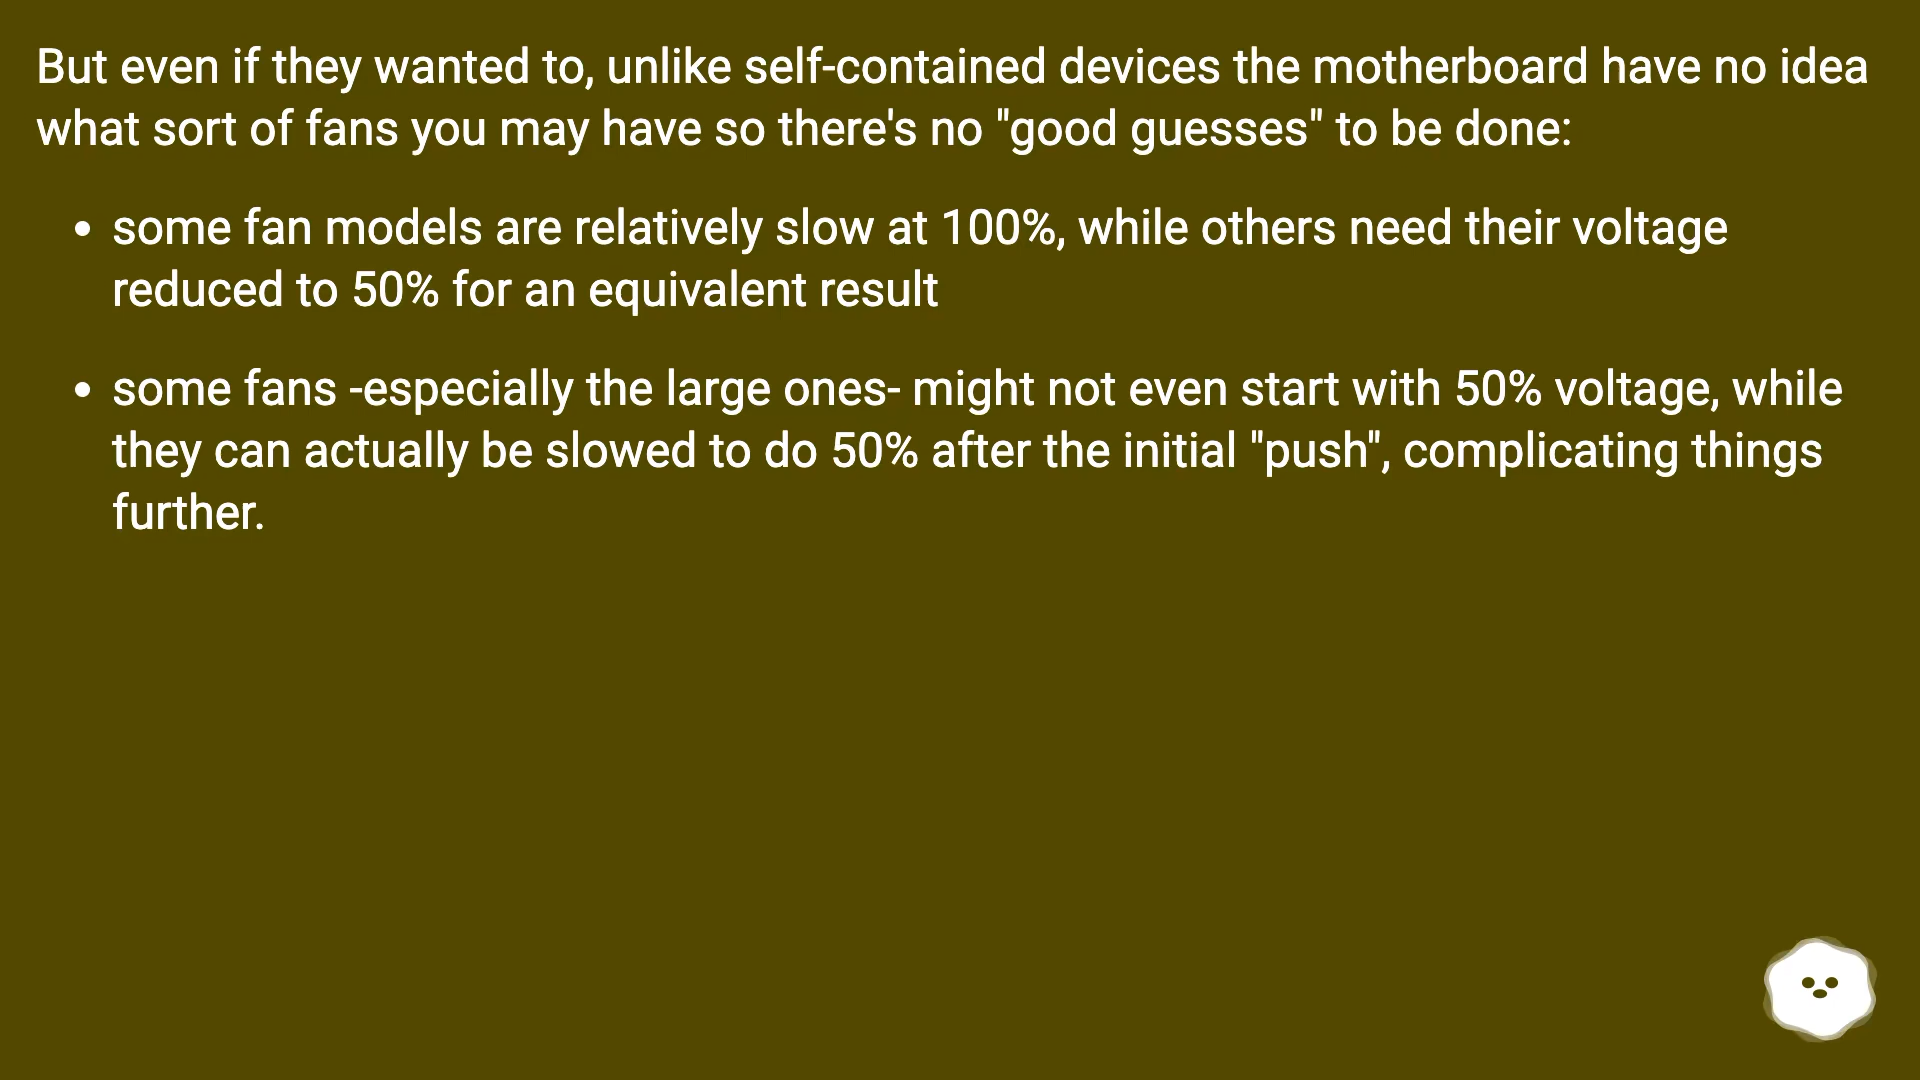 But even if they wanted to, unlike self-contained devices the motherboard have no idea
what sort of fans you may have so there's no "good guesses" to be done:
• some fan models are relatively slow at 100%, while others need their voltage
reduced to 50% for an equivalent result
• some fans -especially the large ones- might not even start with 50% voltage, while
they can actually be slowed to do 50% after the initial "push", complicating things
further.